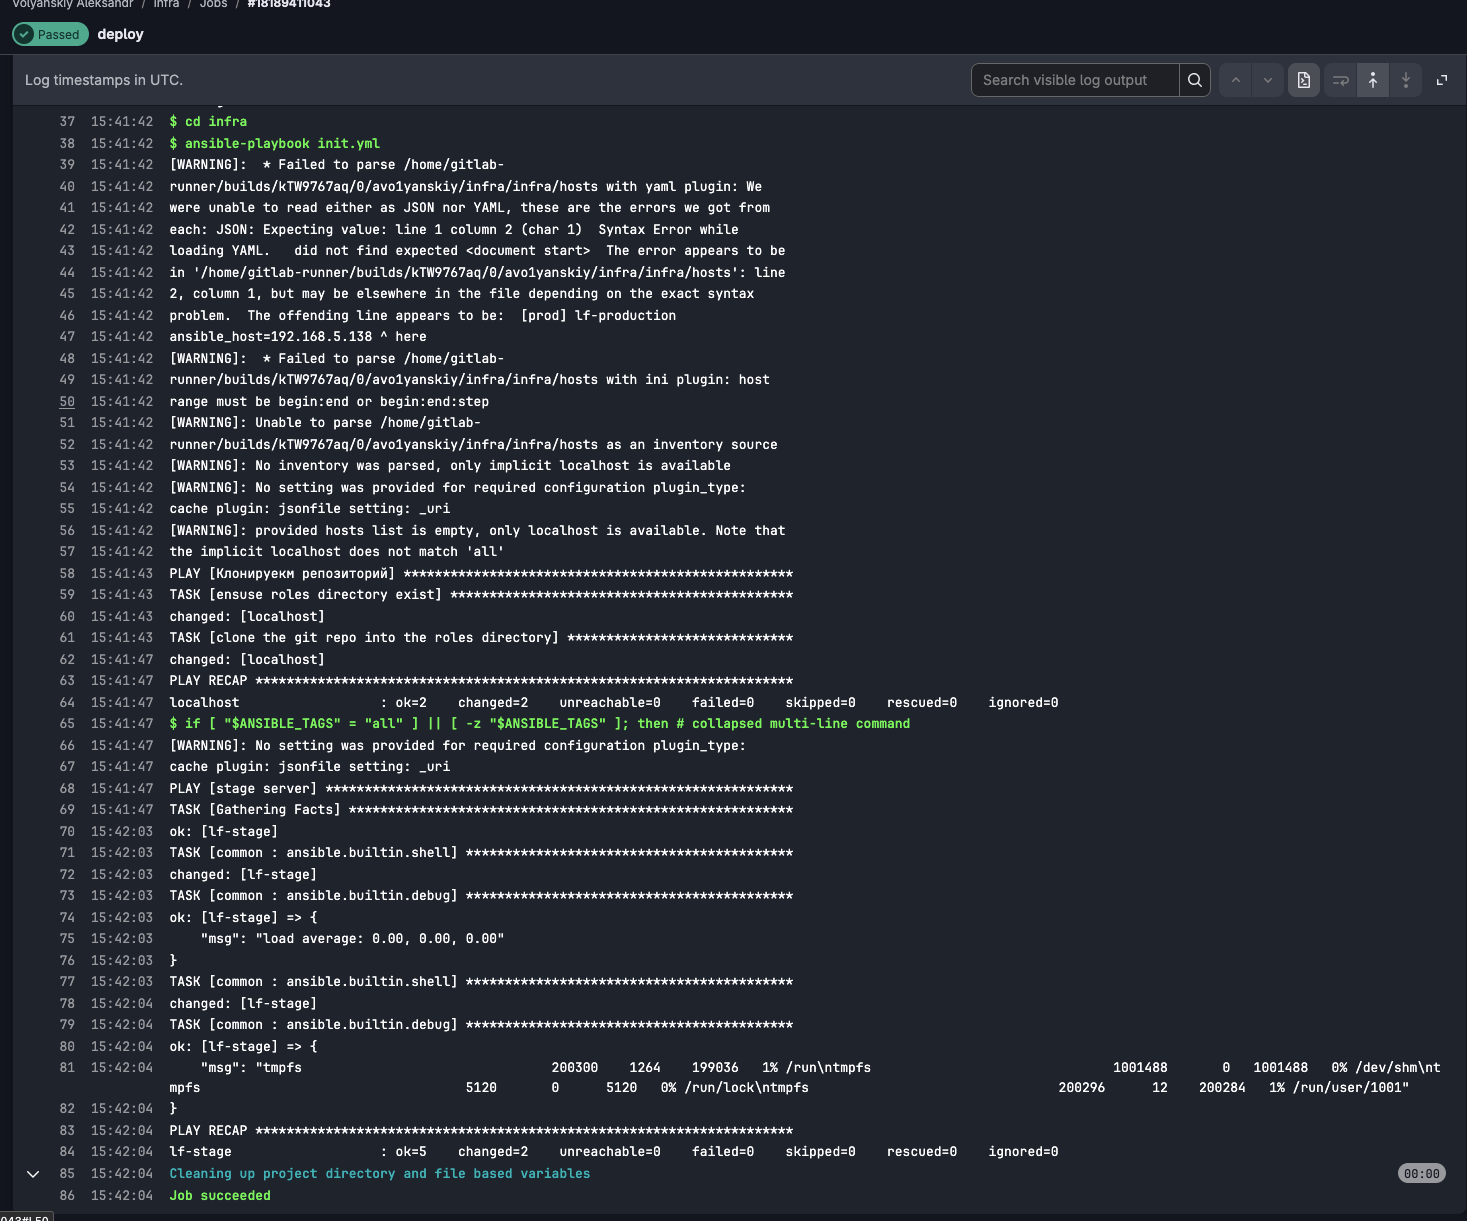 Volyanskiy Aleksandr / Infra / Jobs / #18189411043
Passed deploy
Log timestamps in UTC.
Search visible log output
37 15:41:42 $ cd infra
38 15:41:42 $ ansible-playbook init.yml
39 15:41:42 [WARNING]:  * Failed to parse /home/gitlab-
40 15:41:42 runner/builds/kTW9767aq/0/avo1yanskiy/infra/infra/hosts with yaml plugin: We
41 15:41:42 were unable to read either as JSON nor YAML, these are the errors we got from
42 15:41:42 each: JSON: Expecting value: line 1 column 2 (char 1)  Syntax Error while
43 15:41:42 loading YAML.   did not find expected <document start>  The error appears to be
44 15:41:42 in '/home/gitlab-runner/builds/kTW9767aq/0/avo1yanskiy/infra/infra/hosts': line
45 15:41:42 2, column 1, but may be elsewhere in the file depending on the exact syntax
46 15:41:42 problem.  The offending line appears to be:  [prod] lf-production
47 15:41:42 ansible_host=192.168.5.138 ^ here
48 15:41:42 [WARNING]:  * Failed to parse /home/gitlab-
49 15:41:42 runner/builds/kTW9767aq/0/avo1yanskiy/infra/infra/hosts with ini plugin: host
50 15:41:42 range must be begin:end or begin:end:step
51 15:41:42 [WARNING]: Unable to parse /home/gitlab-
52 15:41:42 runner/builds/kTW9767aq/0/avo1yanskiy/infra/infra/hosts as an inventory source
53 15:41:42 [WARNING]: No inventory was parsed, only implicit localhost is available
54 15:41:42 [WARNING]: No setting was provided for required configuration plugin_type:
55 15:41:42 cache plugin: jsonfile setting: _uri
56 15:41:42 [WARNING]: provided hosts list is empty, only localhost is available. Note that
57 15:41:42 the implicit localhost does not match 'all'
58 15:41:43 PLAY [Клонируекм репозиторий] **************************************************
59 15:41:43 TASK [ensuse roles directory exist] ********************************************
60 15:41:43 changed: [localhost]
61 15:41:43 TASK [clone the git repo into the roles directory] *****************************
62 15:41:47 changed: [localhost]
63 15:41:47 PLAY RECAP *********************************************************************
64 15:41:47 localhost                  : ok=2    changed=2    unreachable=0    failed=0    skipped=0    rescued=0    ignored=0
65 15:41:47 $ if [ "$ANSIBLE_TAGS" = "all" ] || [ -z "$ANSIBLE_TAGS" ]; then # collapsed multi-line command
66 15:41:47 [WARNING]: No setting was provided for required configuration plugin_type:
67 15:41:47 cache plugin: jsonfile setting: _uri
68 15:41:47 PLAY [stage server] ************************************************************
69 15:41:47 TASK [Gathering Facts] *********************************************************
70 15:42:03 ok: [lf-stage]
71 15:42:03 TASK [common : ansible.builtin.shell] ******************************************
72 15:42:03 changed: [lf-stage]
73 15:42:03 TASK [common : ansible.builtin.debug] ******************************************
74 15:42:03 ok: [lf-stage] => {
75 15:42:03     "msg": "load average: 0.00, 0.00, 0.00"
76 15:42:03 }
77 15:42:03 TASK [common : ansible.builtin.shell] ******************************************
78 15:42:04 changed: [lf-stage]
79 15:42:04 TASK [common : ansible.builtin.debug] ******************************************
80 15:42:04 ok: [lf-stage] => {
81 15:42:04     "msg": "tmpfs                                200300    1264    199036   1% /run\ntmpfs                               1001488       0   1001488   0% /dev/shm\nt
mpfs                                  5120       0      5120   0% /run/lock\ntmpfs                                200296      12    200284   1% /run/user/1001"
82 15:42:04 }
83 15:42:04 PLAY RECAP *********************************************************************
84 15:42:04 lf-stage                   : ok=5    changed=2    unreachable=0    failed=0    skipped=0    rescued=0    ignored=0
85 15:42:04 Cleaning up project directory and file based variables 00:00
86 15:42:04 Job succeeded